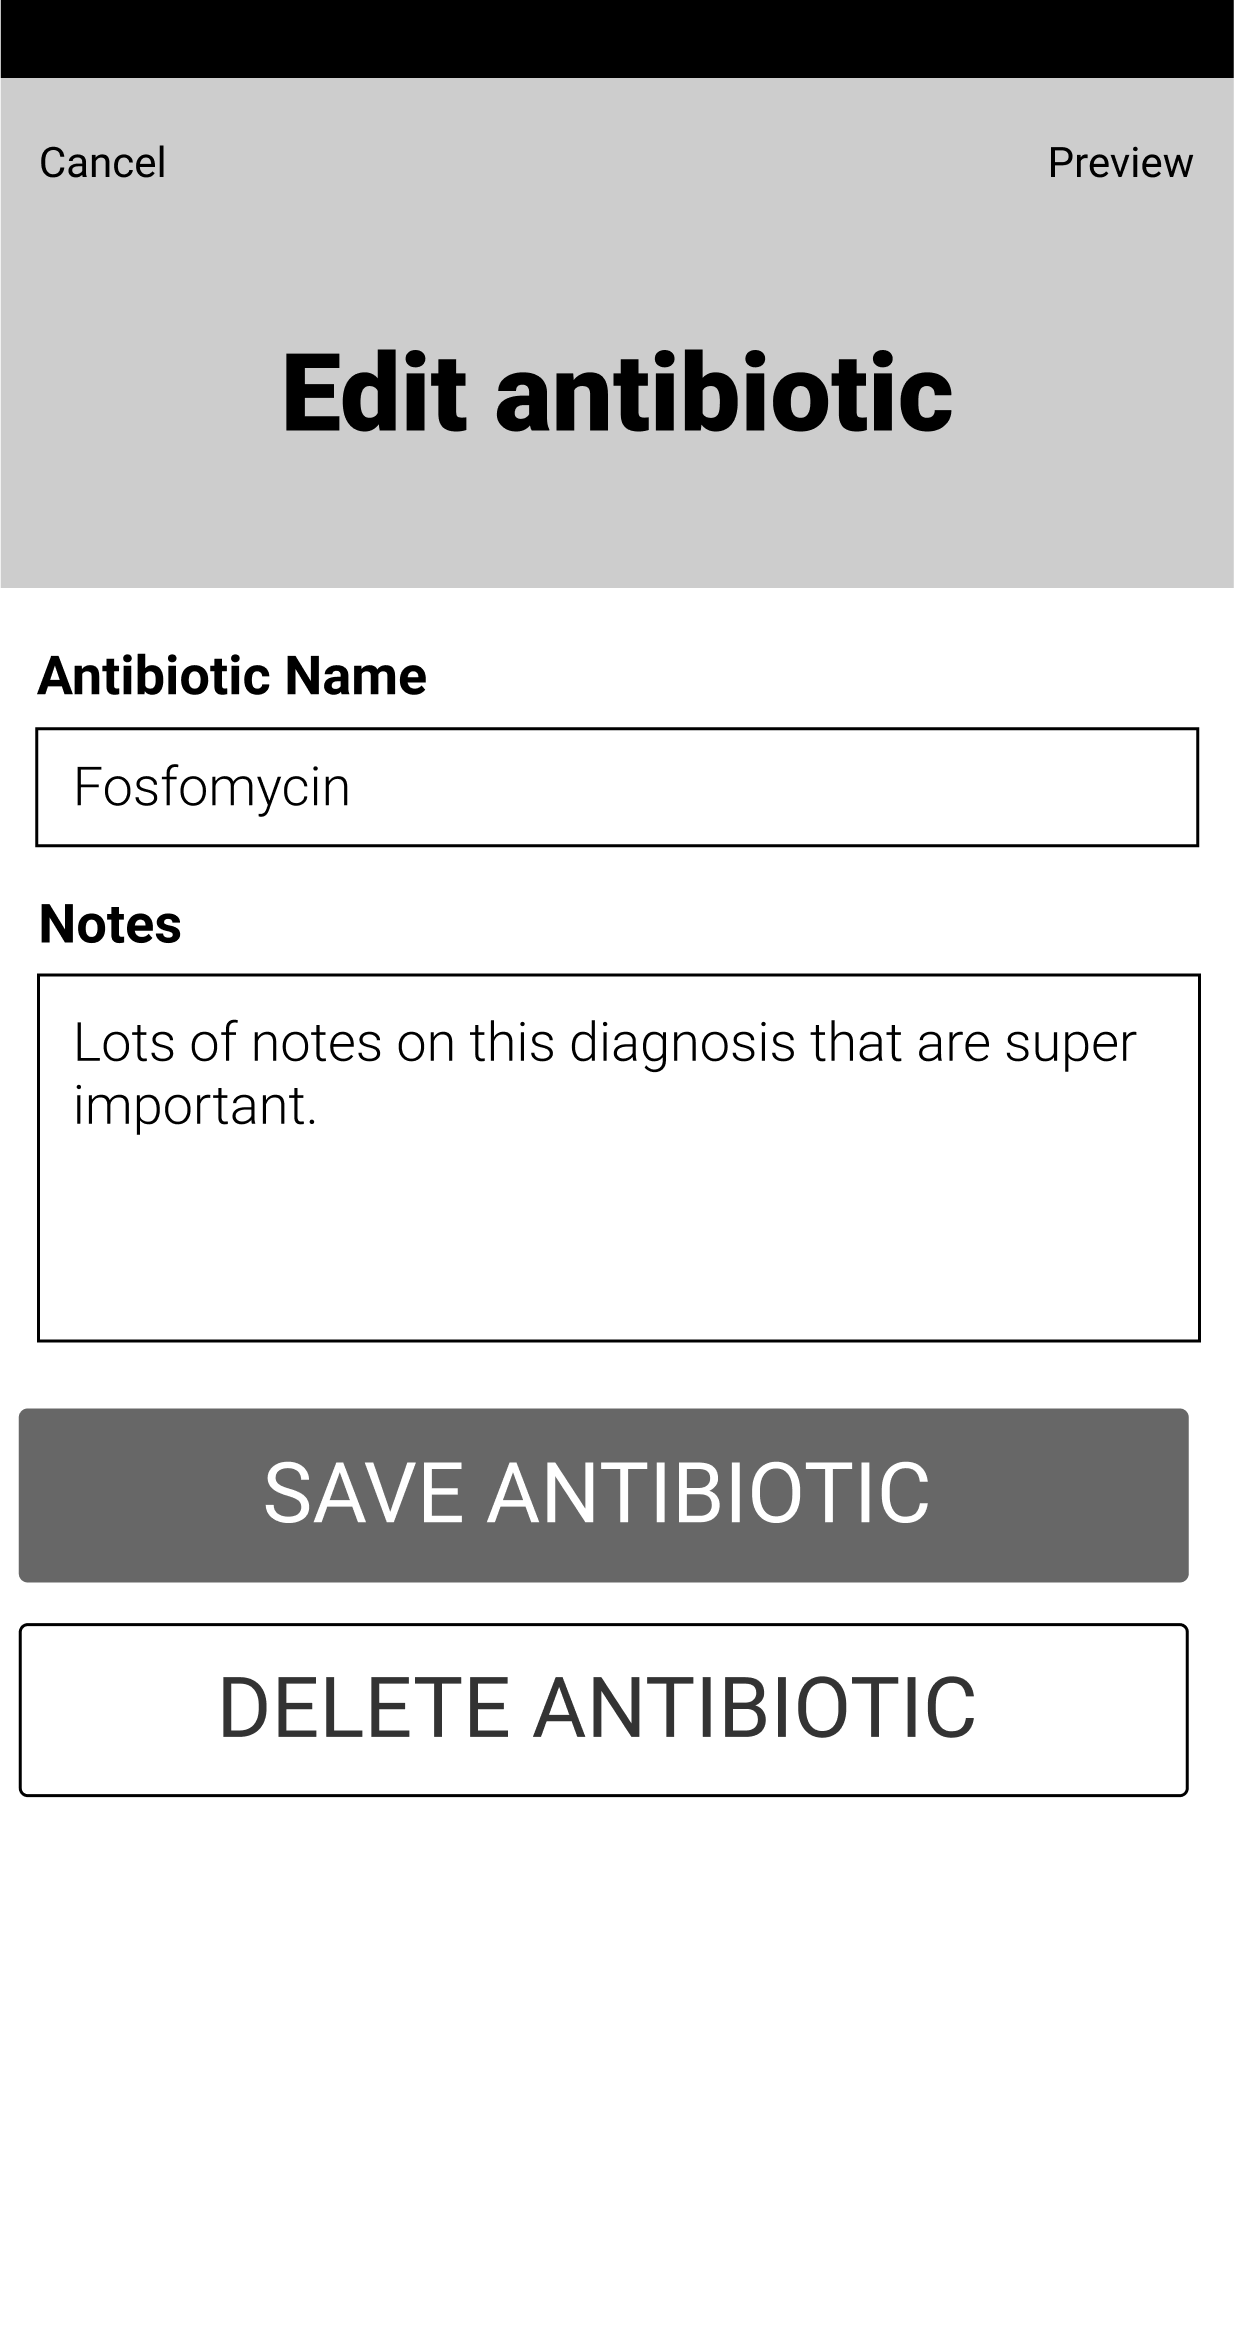 Cancel
Preview
Edit antibiotic
Antibiotic Name
Fosfomycin
Notes
Lots of notes on this diagnosis that are super
important.
SAVE ANTIBIOTIC
DELETE ANTIBIOTIC